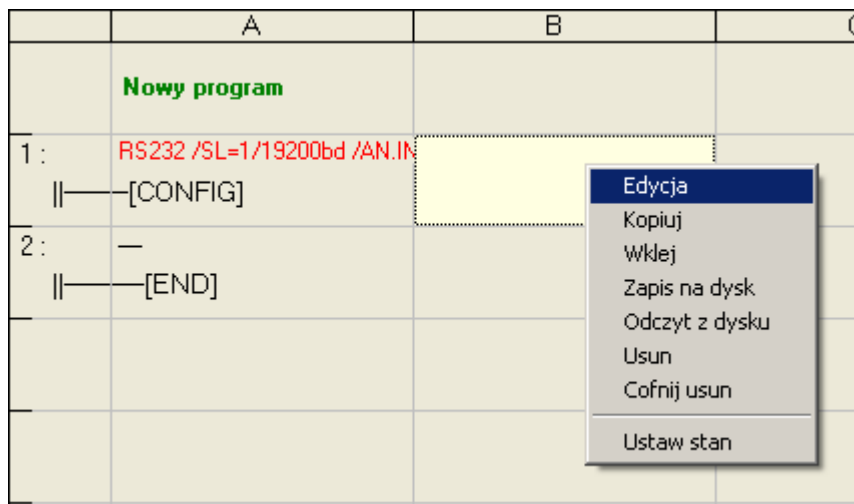 A B
Nowy program
1: RS232 /SL=1/19200bd /AN.IN
[CONFIG]
2: —
[END]
Edycja
Kopiuj
Wklej
Zapis na dysk
Odczyt z dysku
Usun
Cofnij usun
Ustaw stan